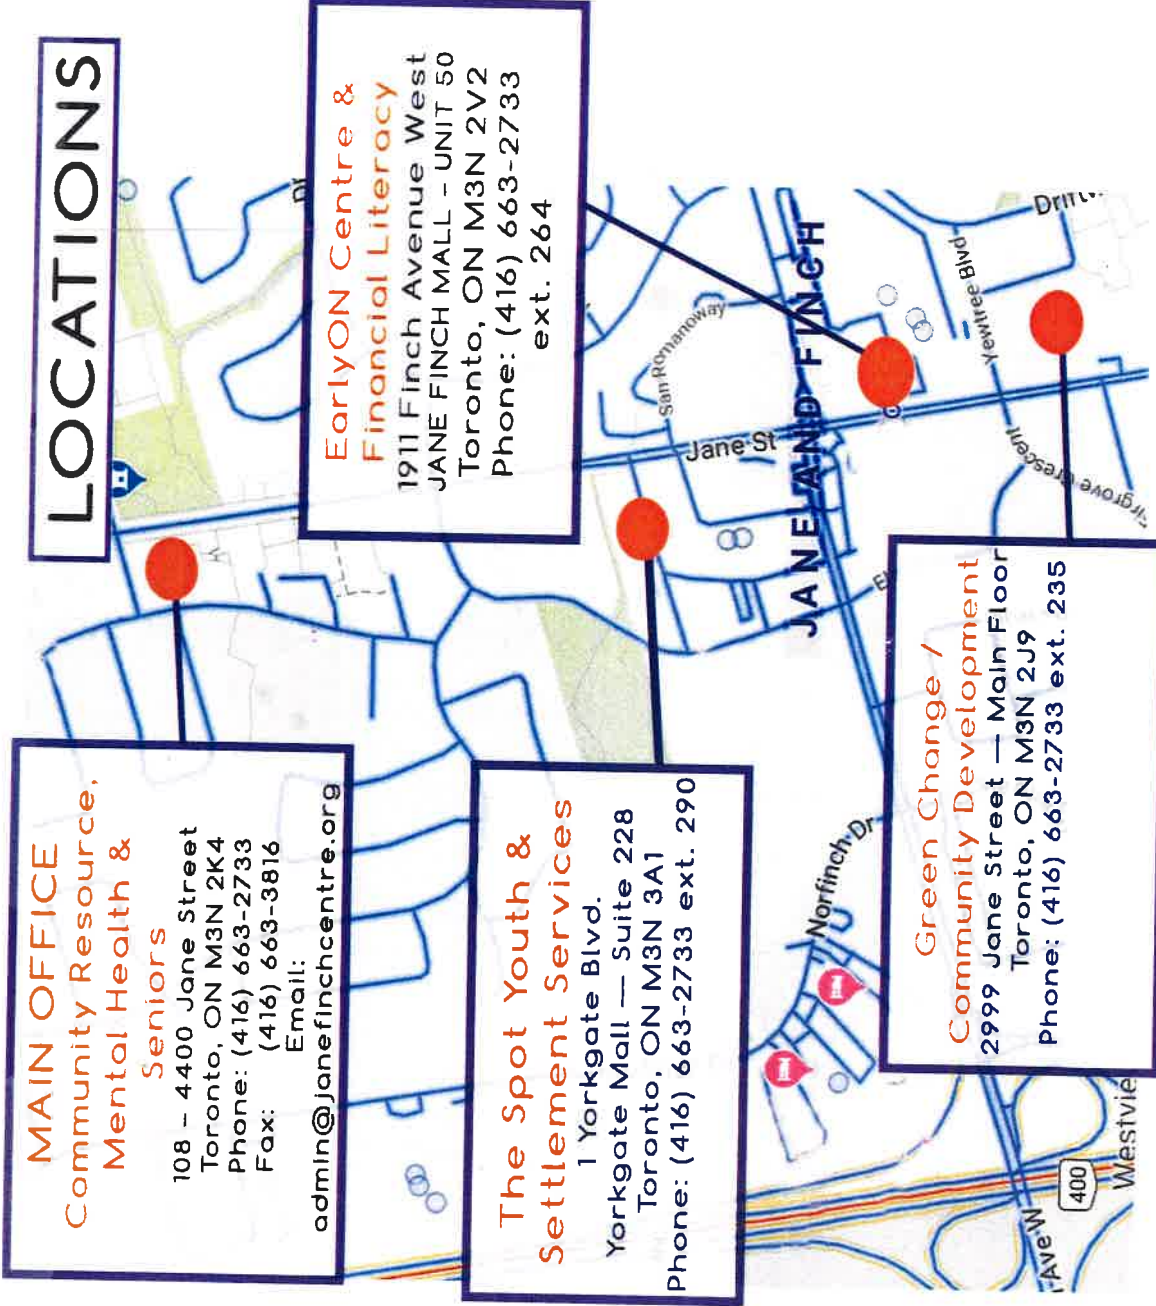 LOCATIONS
MAIN OFFICE
Community Resource,
Mental Health &
Seniors
108 – 4400 Jane Street
Toronto, ON M3N 2K4
Phone: (416) 663-2733
Fax: (416) 663-3816
Email:
admin@janefinchcentre.org
EarlyON Centre &
Financial Literacy
1911 Finch Avenue West
JANE FINCH MALL – UNIT 50
Toronto, ON M3N 2V2
Phone: (416) 663-2733
ext. 264
The Spot Youth &
Settlement Services
1 Yorkgate Blvd.
Yorkgate Mall — Suite 228
Toronto, ON M3N 3A1
Phone: (416) 663-2733 ext. 290
Green Change /
Community Development
2999 Jane Street — Main Floor
Toronto, ON M3N 2J9
Phone: (416) 663-2733 ext. 235
San Romanoway
Jane St
JANE AND FINCH
Yewtree Blvd
Driftw
Firgrove Crescent
Norfinch Dr
Ave W
400
Westvie
Dr